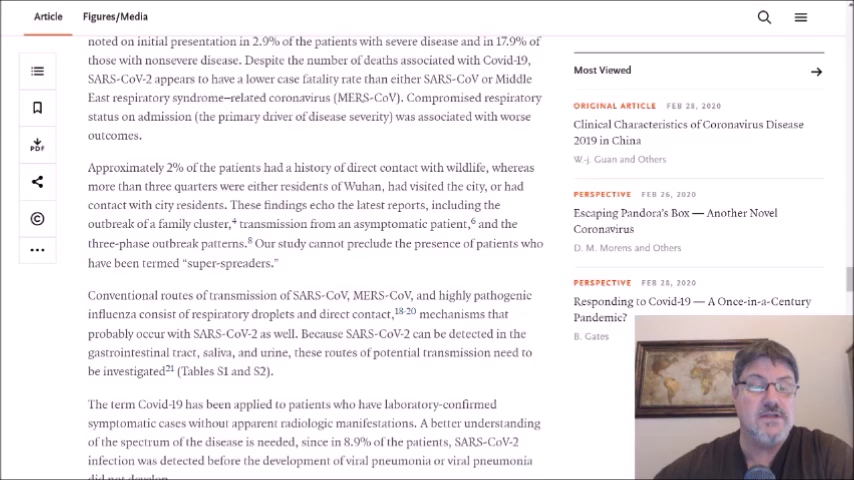 Article
Figures/Media
noted on initial presentation in 2.9% of the patients with severe disease and in 17.9% of
those with nonsevere disease. Despite the number of deaths associated with Covid-19,
SARS-CoV-2 appears to have a lower case fatality rate than either SARS-CoV or Middle
East respiratory syndrome–related coronavirus (MERS-CoV). Compromised respiratory
status on admission (the primary driver of disease severity) was associated with worse
outcomes.
Approximately 2% of the patients had a history of direct contact with wildlife, whereas
more than three quarters were either residents of Wuhan, had visited the city, or had
contact with city residents. These findings echo the latest reports, including the
outbreak of a family cluster,4 transmission from an asymptomatic patient,6 and the
three-phase outbreak patterns.8 Our study cannot preclude the presence of patients who
have been termed “super-spreaders.”
Conventional routes of transmission of SARS-CoV, MERS-CoV, and highly pathogenic
influenza consist of respiratory droplets and direct contact,18-20 mechanisms that
probably occur with SARS-CoV-2 as well. Because SARS-CoV-2 can be detected in the
gastrointestinal tract, saliva, and urine, these routes of potential transmission need to
be investigated21 (Tables S1 and S2).
The term Covid-19 has been applied to patients who have laboratory-confirmed
symptomatic cases without apparent radiologic manifestations. A better understanding
of the spectrum of the disease is needed, since in 8.9% of the patients, SARS-CoV-2
infection was detected before the development of viral pneumonia or viral pneumonia
did not develop.
PDF
Most Viewed
ORIGINAL ARTICLE FEB 28, 2020
Clinical Characteristics of Coronavirus Disease
2019 in China
W.-j. Guan and Others
PERSPECTIVE FEB 26, 2020
Escaping Pandora's Box — Another Novel
Coronavirus
D. M. Morens and Others
PERSPECTIVE FEB 28, 2020
Responding to Covid-19 — A Once-in-a-Century
Pandemic?
B. Gates